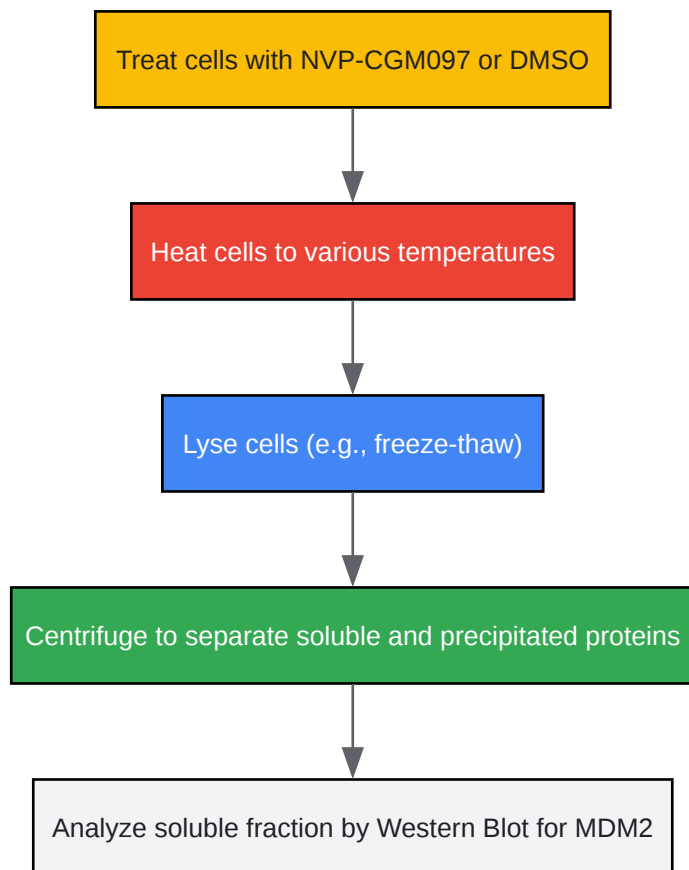 Treat cells with NVP-CGM097 or DMSO
Heat cells to various temperatures
Lyse cells (e.g., freeze-thaw)
Centrifuge to separate soluble and precipitated proteins
Analyze soluble fraction by Western Blot for MDM2